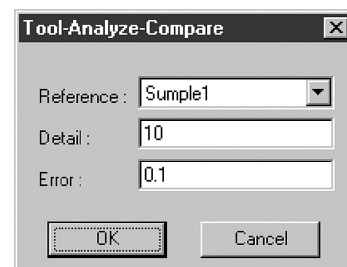 Tool-Analyze-Compare
Reference : Sumple1
Detail : 10
Error : 0.1
OK Cancel